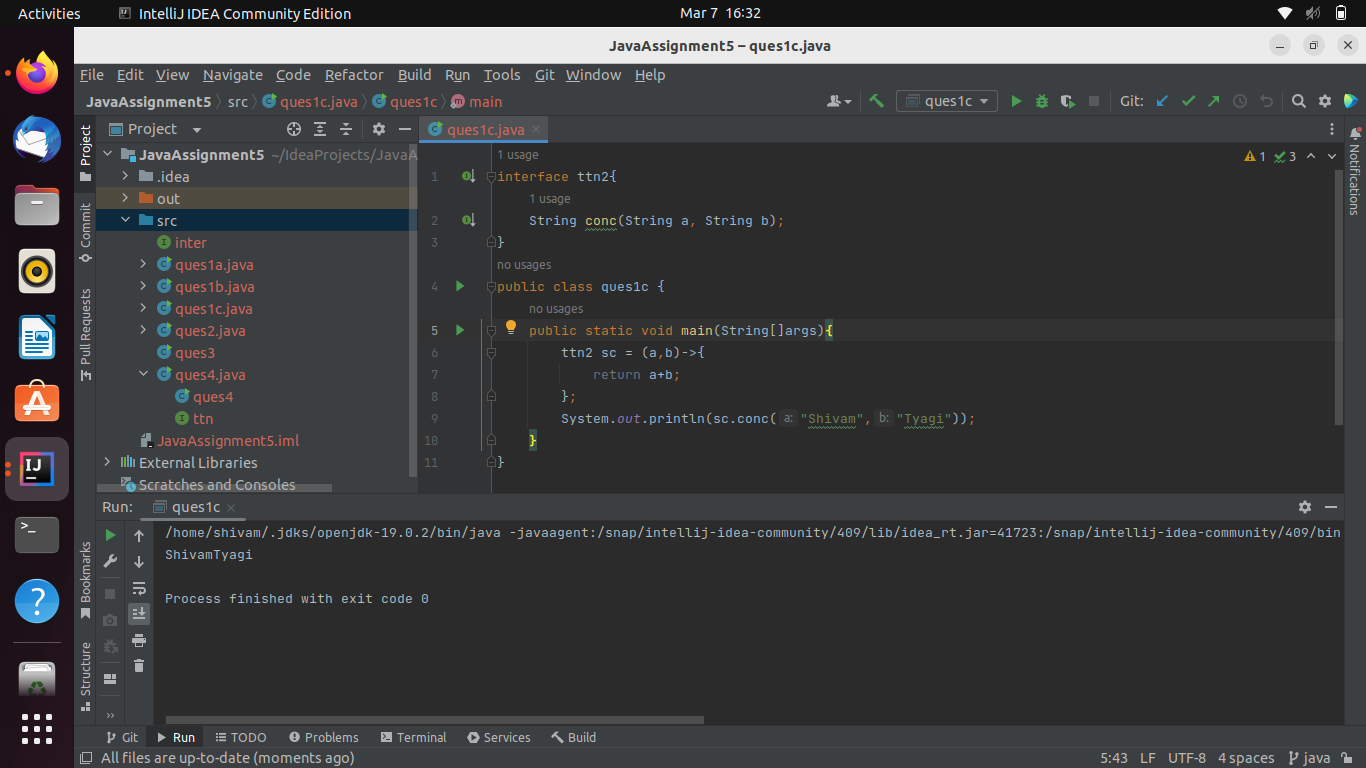 Activities IntelliJ IDEA Community Edition Mar 7 16:32
JavaAssignment5 – ques1c.java
File Edit View Navigate Code Refactor Build Run Tools Git Window Help
JavaAssignment5 src ques1c.java ques1c main ques1c Git:
Project
ques1c.java
JavaAssignment5 ~/IdeaProjects/JavaA
.idea
out
src
inter
ques1a.java
ques1b.java
ques1c.java
ques2.java
ques3
ques4.java
ques4
ttn
JavaAssignment5.iml
External Libraries
Scratches and Consoles
Project
Commit
Pull Requests
Bookmarks
Structure
1 usage
1 3
1 interface ttn2{
1 usage
2 String conc(String a, String b);
3 }
no usages
4 public class ques1c {
no usages
5 public static void main(String[]args){
6 ttn2 sc = (a,b)->{
7 return a+b;
8 };
9 System.out.println(sc.conc( a: "Shivam", b: "Tyagi"));
10 }
11 }
Notifications
Run: ques1c
/home/shivam/.jdks/openjdk-19.0.2/bin/java -javaagent:/snap/intellij-idea-community/409/lib/idea_rt.jar=41723:/snap/intellij-idea-community/409/bin
ShivamTyagi
Process finished with exit code 0
Git Run TODO Problems Terminal Services Build
All files are up-to-date (moments ago) 5:43 LF UTF-8 4 spaces java